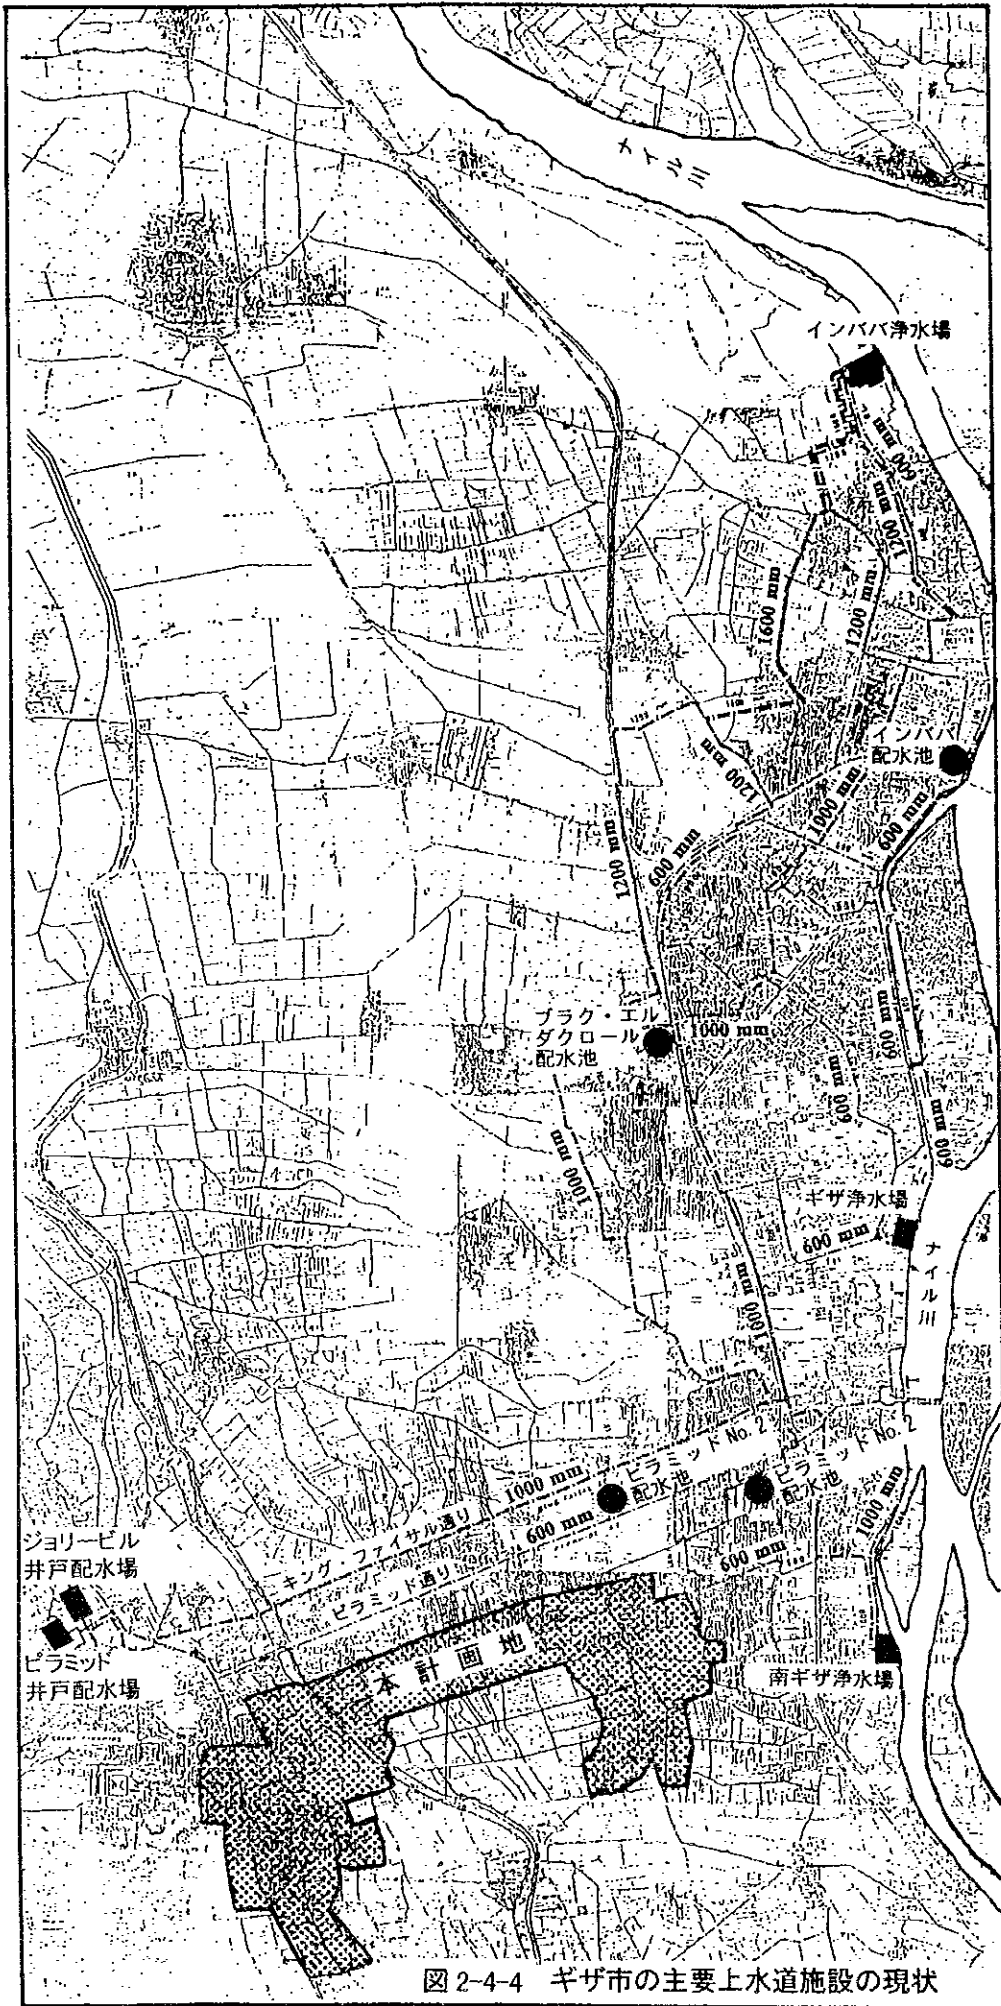 ナイル川
インババ浄水場
600 mm
1200 mm
1600 mm
1200 mm
インババ
配水池
1200 mm
1000 mm
600 mm
1200 mm
600 mm
ブラク・エル
ダクロール
配水池
1000 mm
600 mm
600 mm
600 mm
1000 mm
ギザ浄水場
600 mm
ナイル川
1000 mm
ピラミッド No. 2
配水池
ピラミッド No. 2
配水池
1000 mm
600 mm
600 mm
1000 mm
キング ファイサル通り
ピラミッド通り
ジョリービル
井戸配水場
ピラミット
井戸配水場
本計画地
南ギザ浄水場
図 2-4-4 ギザ市の主要上水道施設の現状